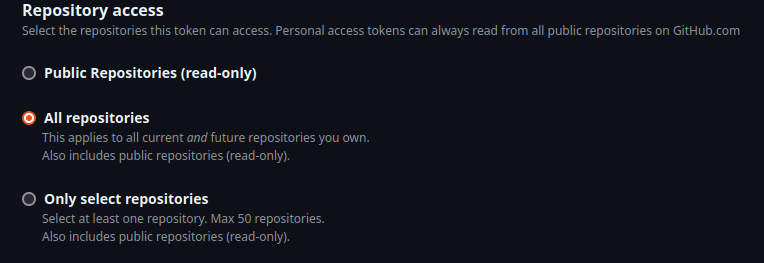 Repository access
Select the repositories this token can access. Personal access tokens can always read from all public repositories on GitHub.com
Public Repositories (read-only)
All repositories
This applies to all current and future repositories you own.
Also includes public repositories (read-only).
Only select repositories
Select at least one repository. Max 50 repositories.
Also includes public repositories (read-only).